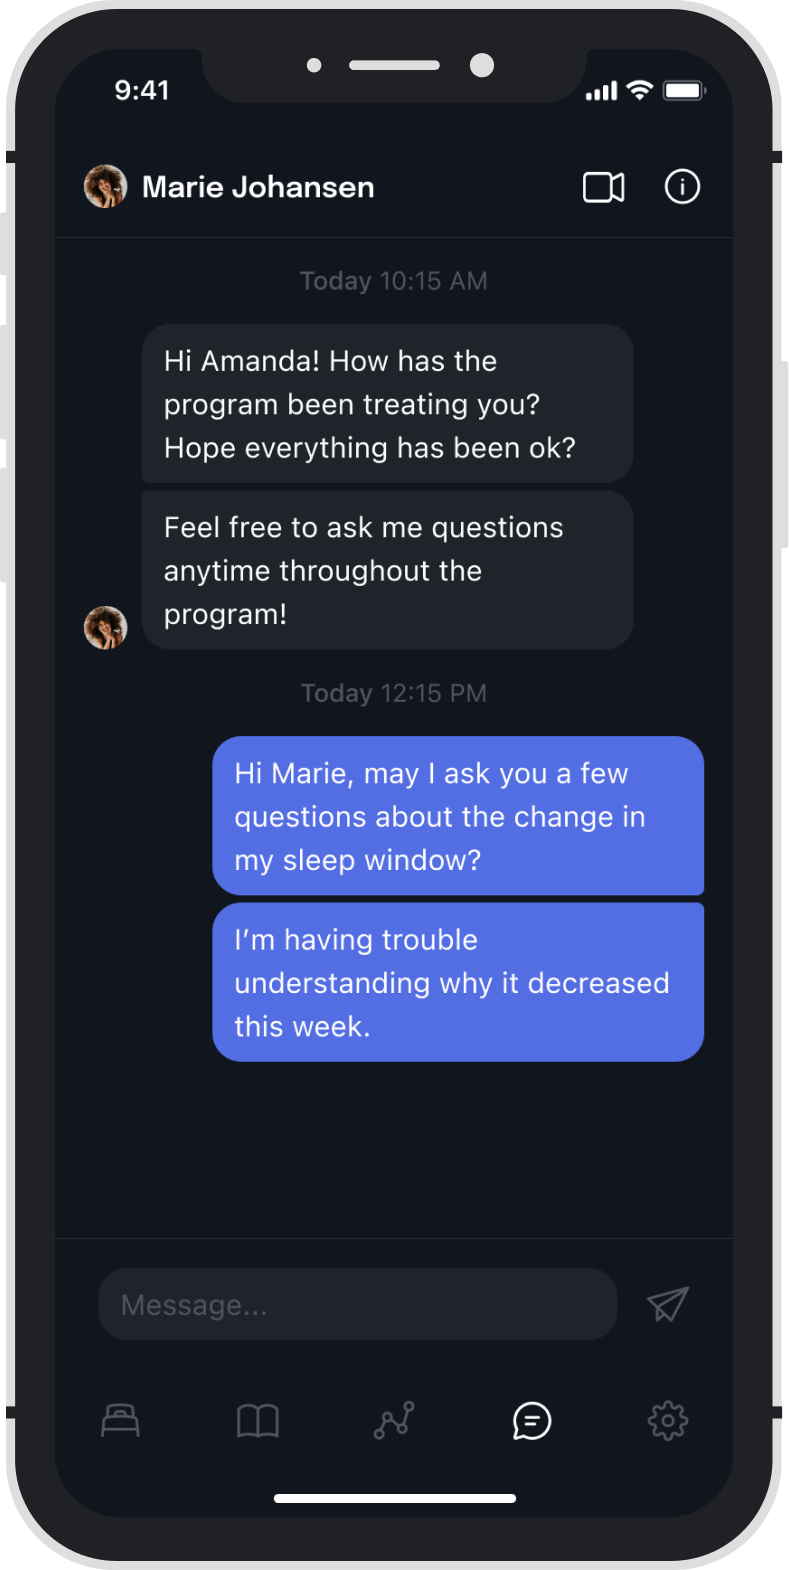 9:41
Marie Johansen
Today 10:15 AM
Hi Amanda! How has the
program been treating you?
Hope everything has been ok?
Feel free to ask me questions
anytime throughout the
program!
Today 12:15 PM
Hi Marie, may I ask you a few
questions about the change in
my sleep window?
I’m having trouble
understanding why it decreased
this week.
Message...